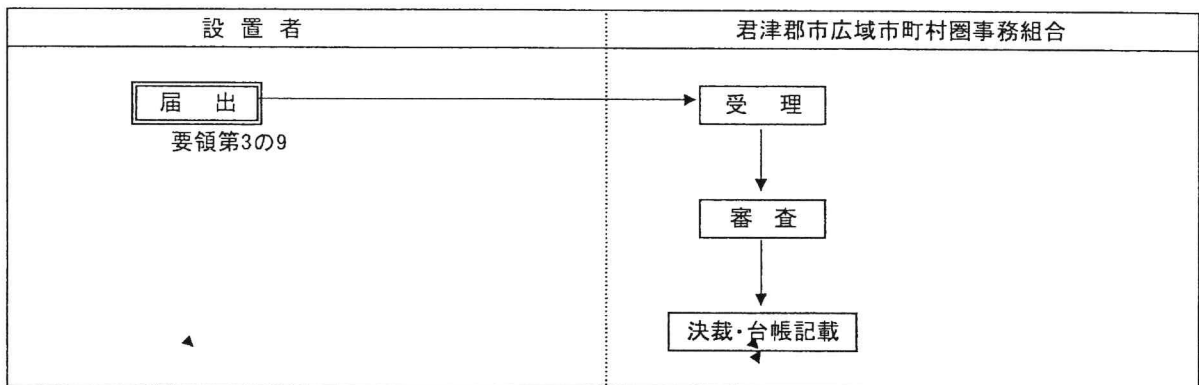 設置者
君津郡市広域市町村圏事務組合
届出
受理
要領第3の9
審査
決裁・台帳記載